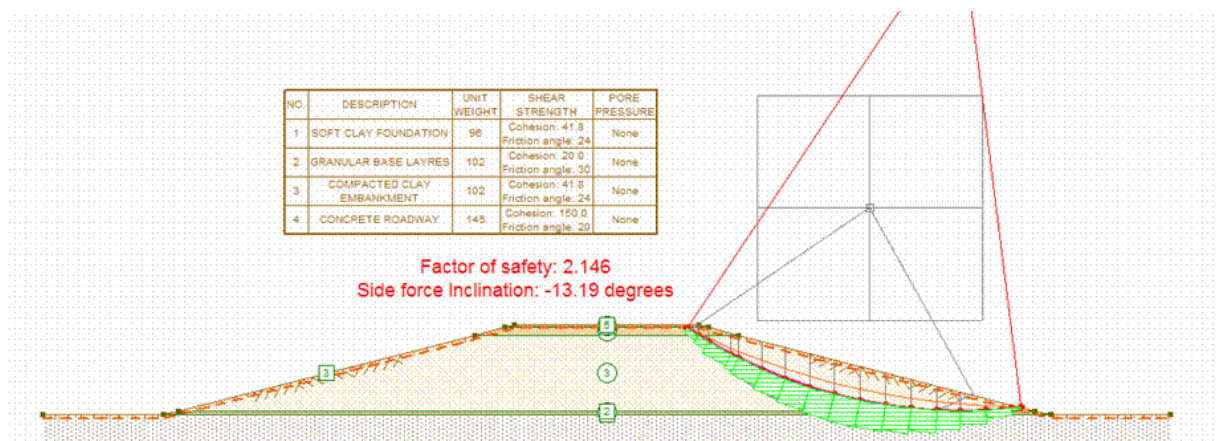 NO. DESCRIPTION UNIT WEIGHT SHEAR STRENGTH PORE PRESSURE
1 SOFT CLAY FOUNDATION 98 Cohesion: 41.8 Friction angle: 24 None
2 GRANULAR BASE LAYRES 102 Cohesion: 20.0 Friction angle: 30 None
3 COMPACTED CLAY EMBANKMENT 102 Cohesion: 41.8 Friction angle: 24 None
4 CONCRETE ROADWAY 145 Cohesion: 150.0 Friction angle: 20 None
Factor of safety: 2.146
Side force Inclination: -13.19 degrees
3
3
2